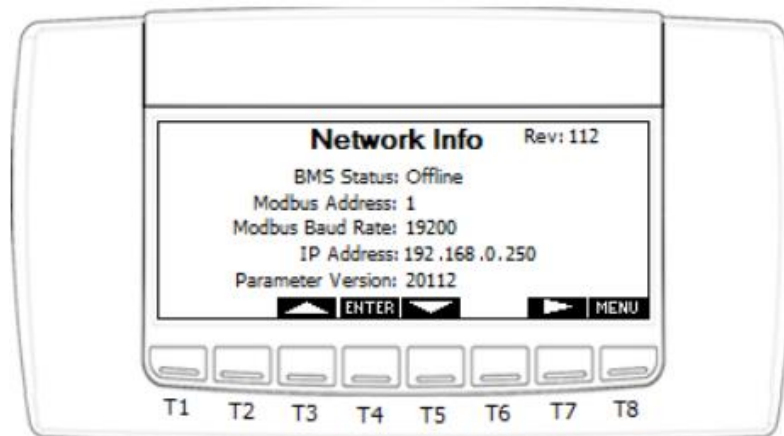 Network Info Rev: 112
BMS Status: Offline
Modbus Address: 1
Modbus Baud Rate: 19200
IP Address: 192.168.0.250
Parameter Version: 20112
ENTER MENU
T1 T2 T3 T4 T5 T6 T7 T8